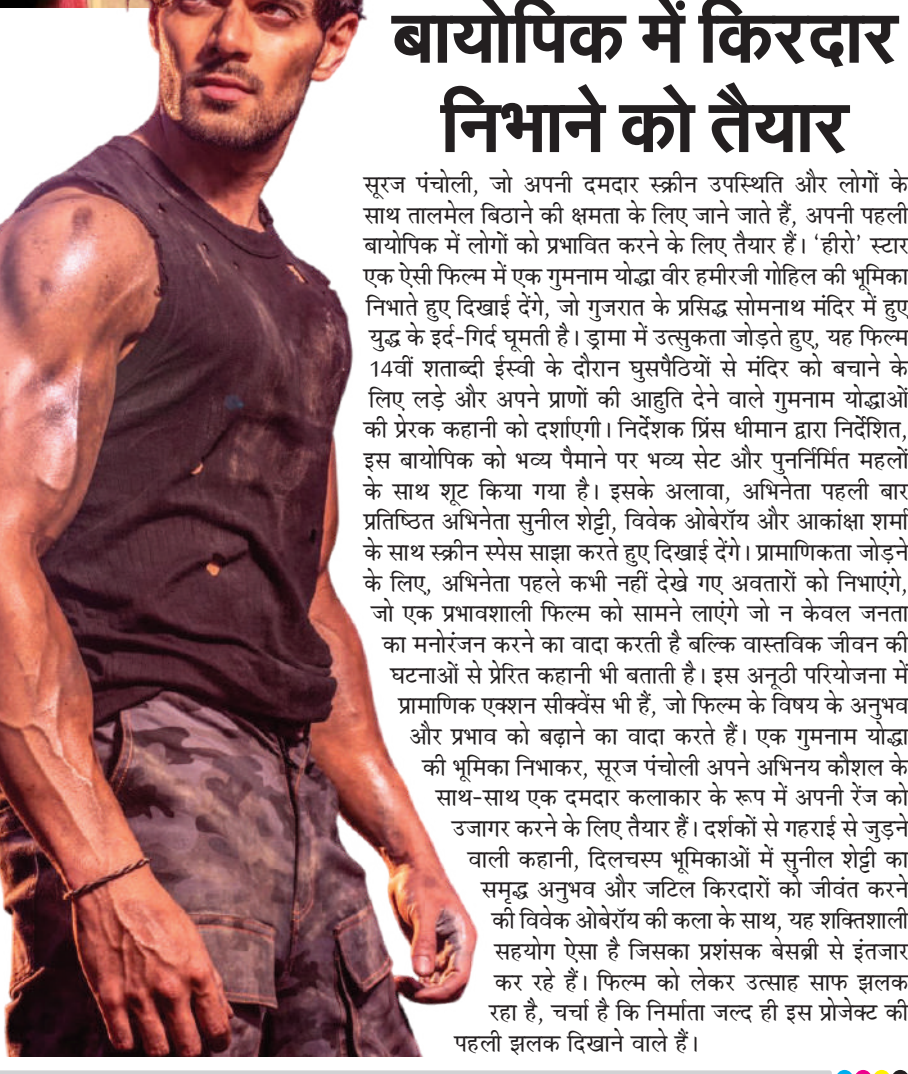 बायोपिक में किरदार
निभाने को तैयार
सूरज पंचोली, जो अपनी दमदार स्क्रीन उपस्थिति और लोगों के
साथ तालमेल बिठाने की क्षमता के लिए जाने जाते हैं, अपनी पहली
बायोपिक में लोगों को प्रभावित करने के लिए तैयार हैं। ‘हीरो’ स्टार
एक ऐसी फिल्म में एक गुमनाम योद्धा वीर हमीरजी गोहिल की भूमिका
निभाते हुए दिखाई देंगे, जो गुजरात के प्रसिद्ध सोमनाथ मंदिर में हुए
युद्ध के इर्द-गिर्द घूमती है। ड्रामा में उत्सुकता जोड़ते हुए, यह फिल्म
14वीं शताब्दी ईस्वी के दौरान घुसपैठियों से मंदिर को बचाने के
लिए लड़े और अपने प्राणों की आहुति देने वाले गुमनाम योद्धाओं
की प्रेरक कहानी को दर्शाएगी। निर्देशक प्रिंस धीमान द्वारा निर्देशित,
इस बायोपिक को भव्य पैमाने पर भव्य सेट और पुनर्निर्मित महलों
के साथ शूट किया गया है। इसके अलावा, अभिनेता पहली बार
प्रतिष्ठित अभिनेता सुनील शेट्टी, विवेक ओबेरॉय और आकांक्षा शर्मा
के साथ स्क्रीन स्पेस साझा करते हुए दिखाई देंगे। प्रामाणिकता जोड़ने
के लिए, अभिनेता पहले कभी नहीं देखे गए अवतारों को निभाएंगे,
जो एक प्रभावशाली फिल्म को सामने लाएंगे जो न केवल जनता
का मनोरंजन करने का वादा करती है बल्कि वास्तविक जीवन की
घटनाओं से प्रेरित कहानी भी बताती है। इस अनूठी परियोजना में
प्रामाणिक एक्शन सीक्वेंस भी हैं, जो फिल्म के विषय के अनुभव
और प्रभाव को बढ़ाने का वादा करते हैं। एक गुमनाम योद्धा
की भूमिका निभाकर, सूरज पंचोली अपने अभिनय कौशल के
साथ-साथ एक दमदार कलाकार के रूप में अपनी रेंज को
उजागर करने के लिए तैयार हैं। दर्शकों से गहराई से जुड़ने
वाली कहानी, दिलचस्प भूमिकाओं में सुनील शेट्टी का
समृद्ध अनुभव और जटिल किरदारों को जीवंत करने
की विवेक ओबेरॉय की कला के साथ, यह शक्तिशाली
सहयोग ऐसा है जिसका प्रशंसक बेसब्री से इंतजार
कर रहे हैं। फिल्म को लेकर उत्साह साफ झलक
रहा है, चर्चा है कि निर्माता जल्द ही इस प्रोजेक्ट की
पहली झलक दिखाने वाले हैं।